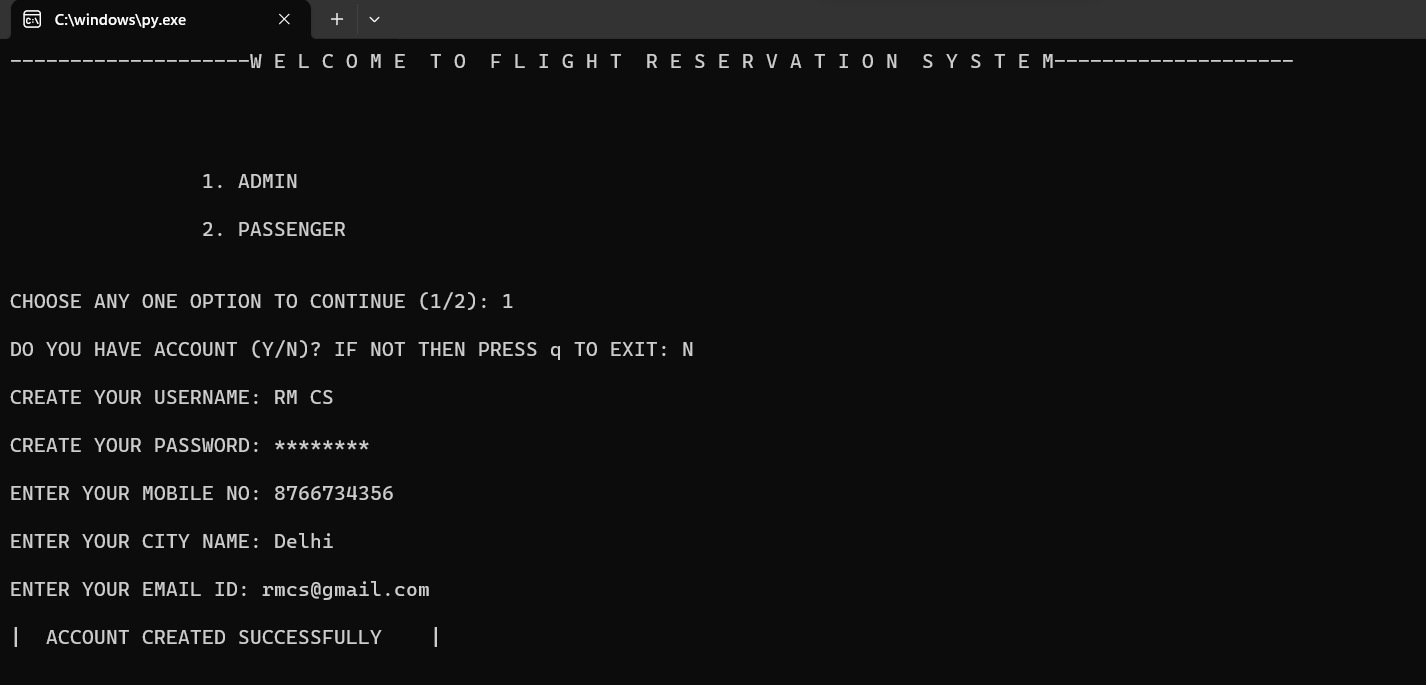 C:\windows\py.exe
--------------------W E L C O M E  T O  F L I G H T  R E S E R V A T I O N  S Y S T E M--------------------
1. ADMIN
2. PASSENGER
CHOOSE ANY ONE OPTION TO CONTINUE (1/2): 1
DO YOU HAVE ACCOUNT (Y/N)? IF NOT THEN PRESS q TO EXIT: N
CREATE YOUR USERNAME: RM CS
CREATE YOUR PASSWORD: ********
ENTER YOUR MOBILE NO: 8766734356
ENTER YOUR CITY NAME: Delhi
ENTER YOUR EMAIL ID: rmcs@gmail.com
|  ACCOUNT CREATED SUCCESSFULLY    |